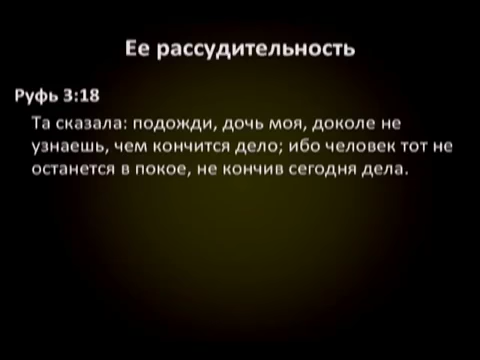 Ее рассудительность
Руфь 3:18
Та сказала: подожди, дочь моя, доколе не
узнаешь, чем кончится дело; ибо человек тот не
останется в покое, не кончив сегодня дела.